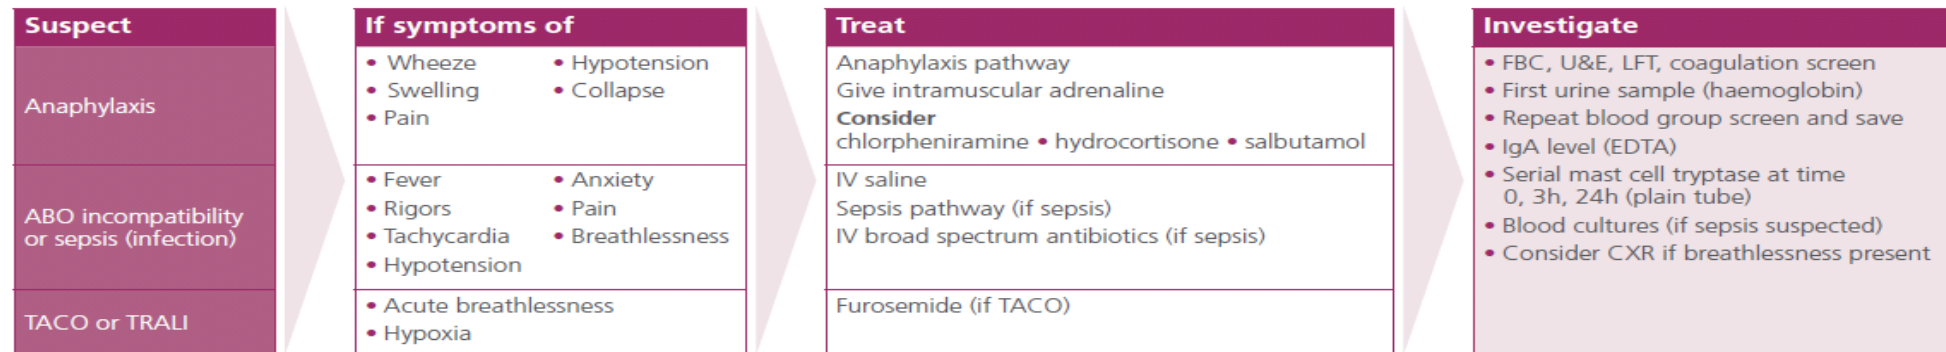 Suspect
Anaphylaxis
ABO incompatibility
or sepsis (infection)
TACO or TRALI
If symptoms of
• Wheeze
• Swelling
• Pain
• Hypotension
• Collapse
• Fever
• Rigors
• Tachycardia
• Hypotension
• Anxiety
• Pain
• Breathlessness
• Acute breathlessness
• Hypoxia
Treat
Anaphylaxis pathway
Give intramuscular adrenaline
Consider
chlorpheniramine • hydrocortisone • salbutamol
IV saline
Sepsis pathway (if sepsis)
IV broad spectrum antibiotics (if sepsis)
Furosemide (if TACO)
Investigate
• FBC, U&E, LFT, coagulation screen
• First urine sample (haemoglobin)
• Repeat blood group screen and save
• IgA level (EDTA)
• Serial mast cell tryptase at time
0, 3h, 24h (plain tube)
• Blood cultures (if sepsis suspected)
• Consider CXR if breathlessness present